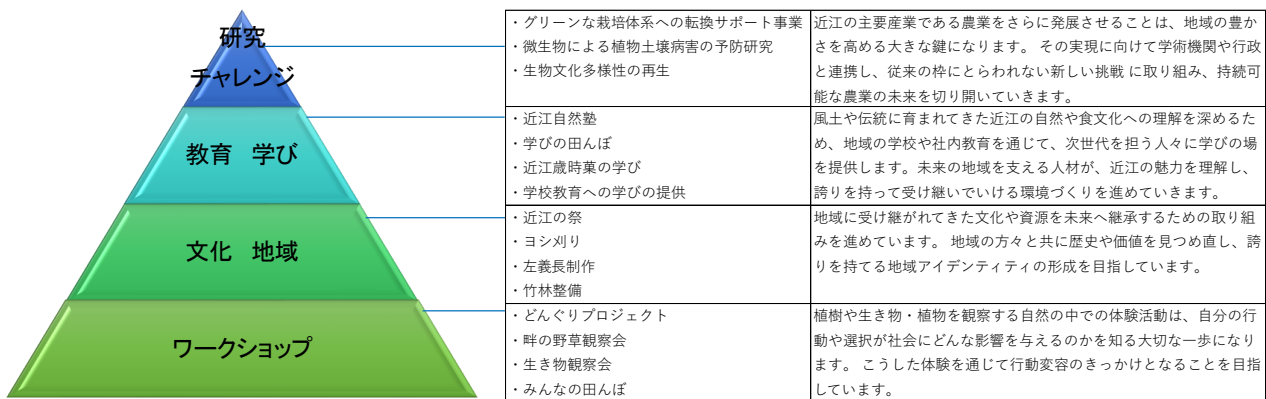 研究
チャレンジ
・グリーンな栽培体系への転換サポート事業
・微生物による植物土壌病害の予防研究
・生物文化多様性の再生
近江の主要産業である農業をさらに発展させることは、地域の豊か
さを高める大きな鍵になります。 その実現に向けて学術機関や行政
と連携し、従来の枠にとらわれない新しい挑戦 に取り組み、持続可
能な農業の未来を切り開いていきます。
教育 学び
・近江自然塾
・学びの田んぼ
・近江歳時菓の学び
・学校教育への学びの提供
風土や伝統に育まれてきた近江の自然や食文化への理解を深めるた
め、地域の学校や社内教育を通じて、次世代を担う人々に学びの場
を提供します。未来の地域を支える人材が、近江の魅力を理解し、
誇りを持って受け継いでいける環境づくりを進めていきます。
文化 地域
・近江の祭
・ヨシ刈り
・左義長制作
・竹林整備
地域に受け継がれてきた文化や資源を未来へ継承するための取り組
みを進めています。 地域の方々と共に歴史や価値を見つめ直し、誇
りを持てる地域アイデンティティの形成を目指しています。
ワークショップ
・どんぐりプロジェクト
・畔の野草観察会
・生き物観察会
・みんなの田んぼ
植樹や生き物・植物を観察する自然の中での体験活動は、自分の行
動や選択が社会にどんな影響を与えるのかを知る大切な一歩になり
ます。 こうした体験を通じて行動変容のきっかけとなることを目指
しています。